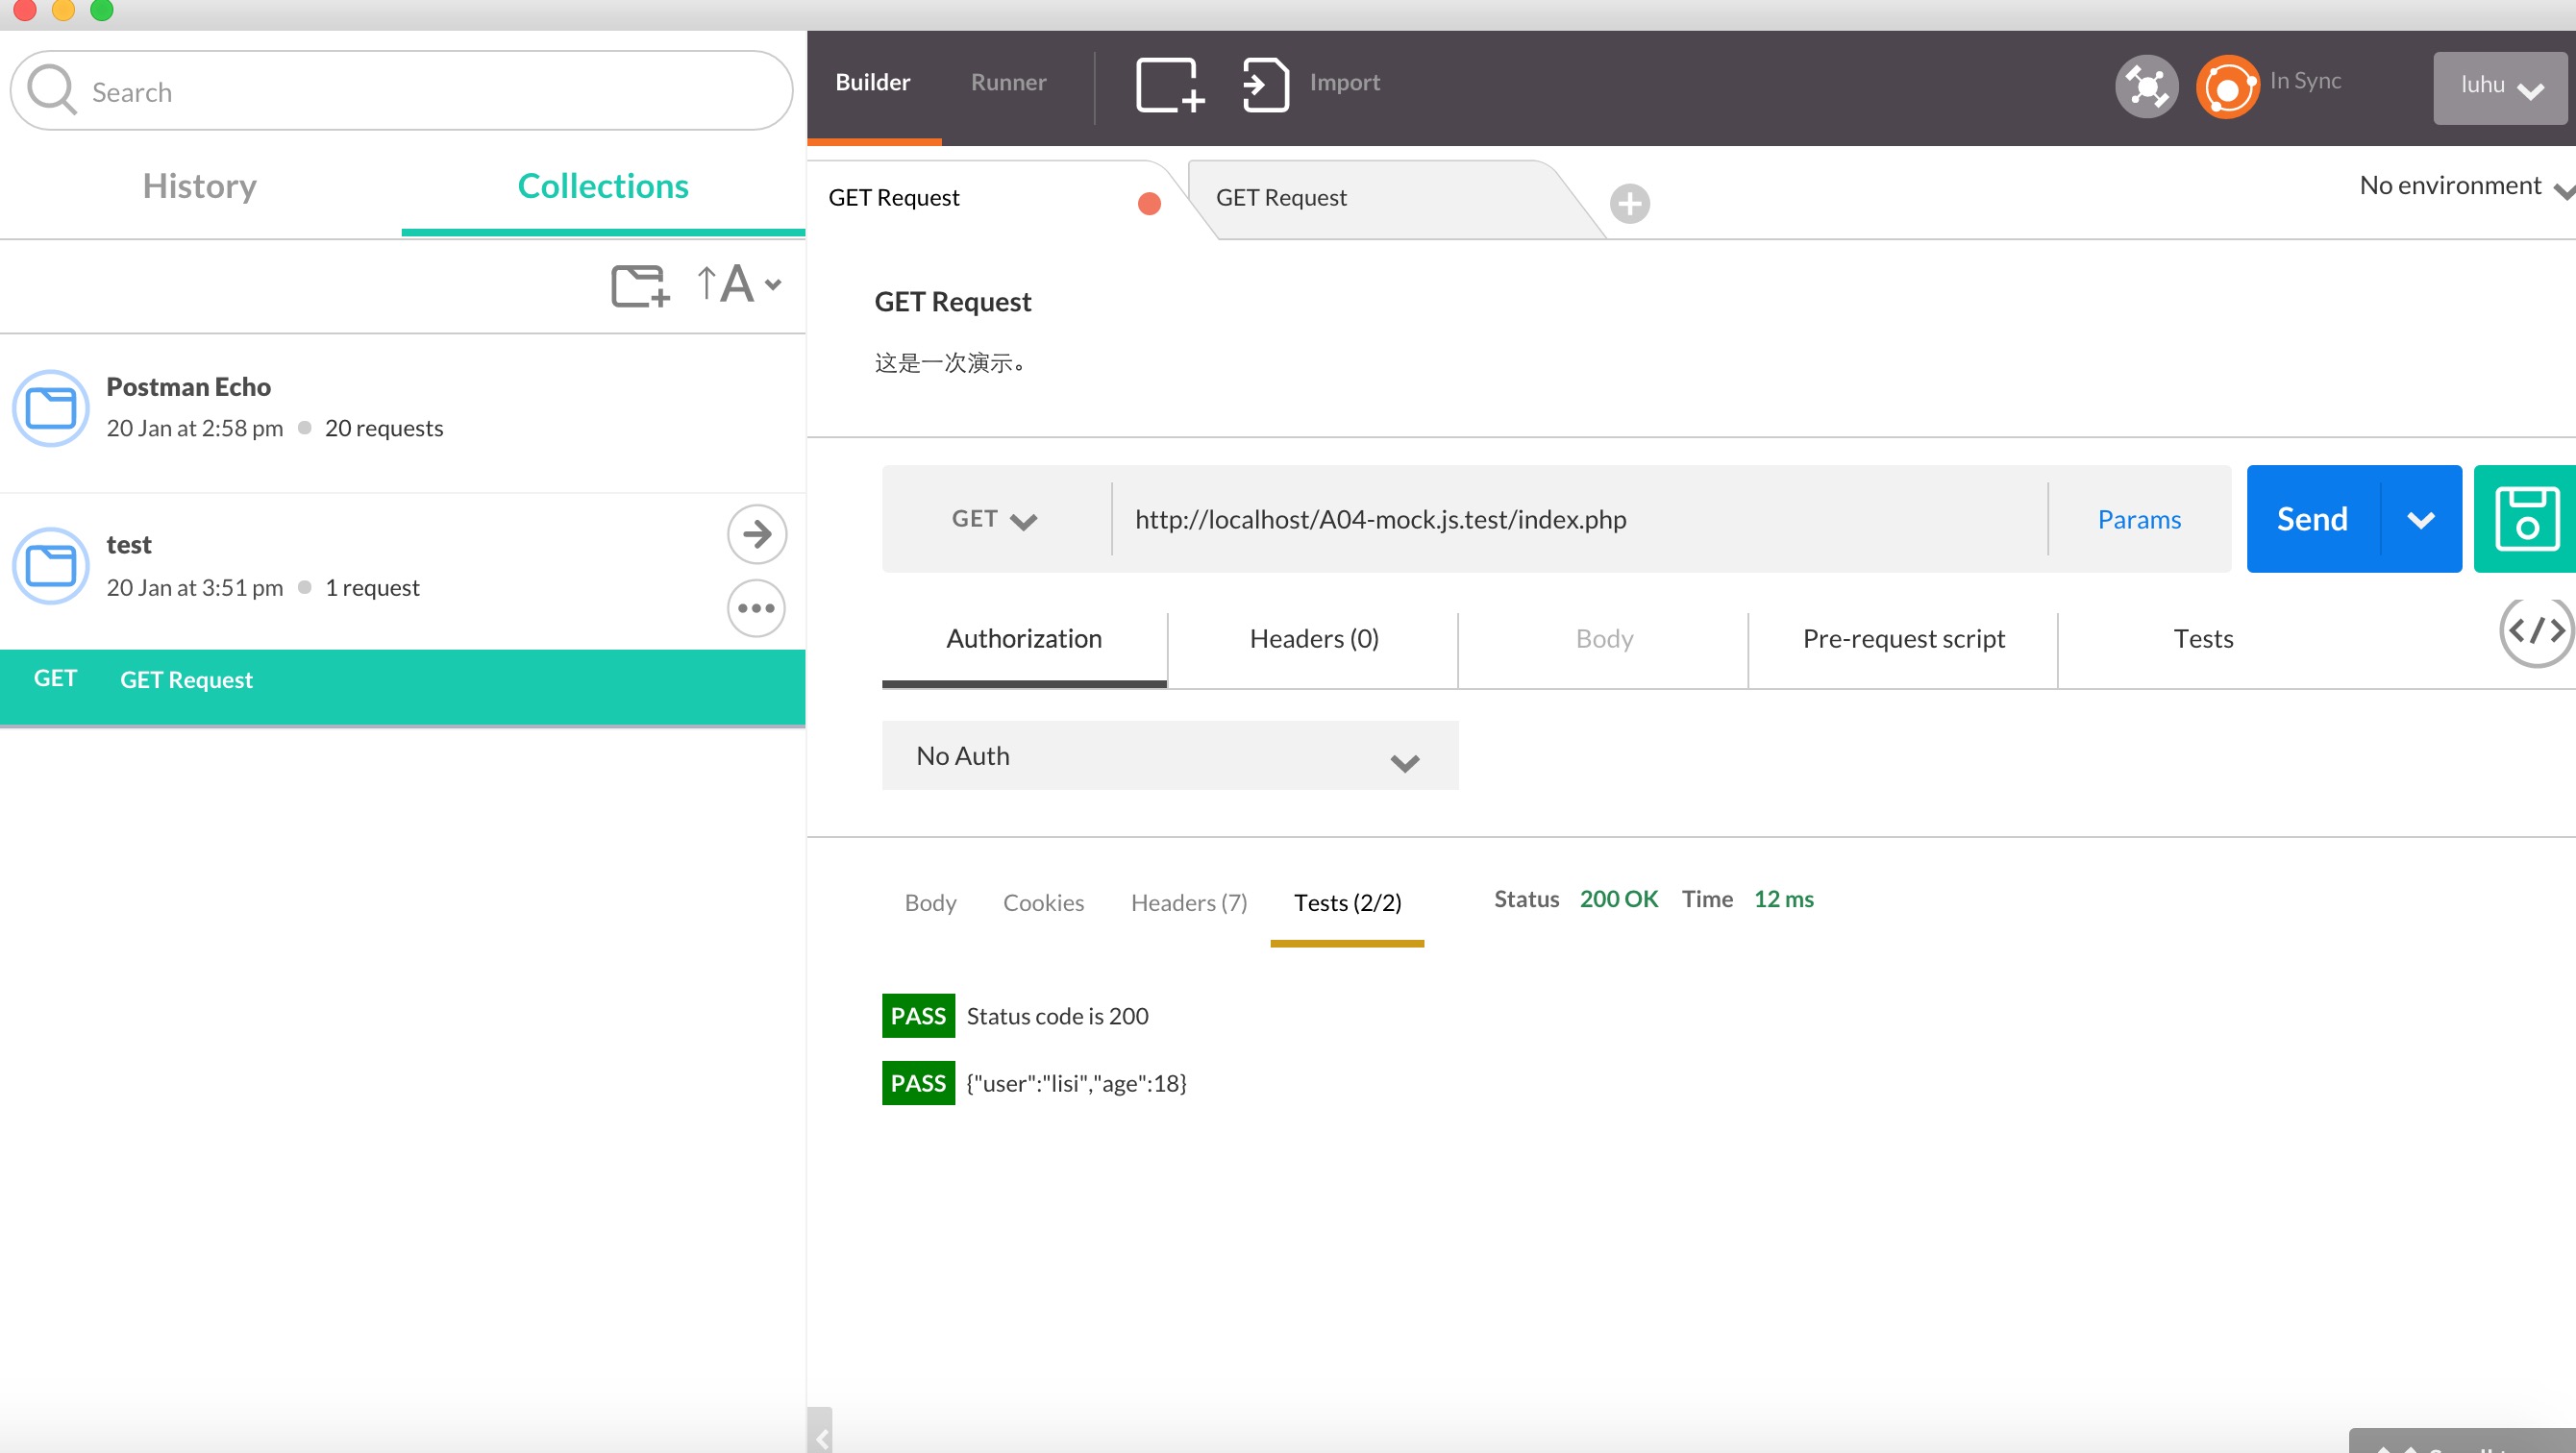 Search
History Collections
↑A
Postman Echo
20 Jan at 2:58 pm 20 requests
test
20 Jan at 3:51 pm 1 request
GET GET Request
Builder Runner Import In Sync luhu
GET Request GET Request No environment
GET Request
这是一次演示。
GET http://localhost/A04-mock.js.test/index.php Params Send
Authorization Headers (0) Body Pre-request script Tests </>
No Auth
Body Cookies Headers (7) Tests (2/2) Status 200 OK Time 12 ms
PASS Status code is 200
PASS {"user":"lisi","age":18}